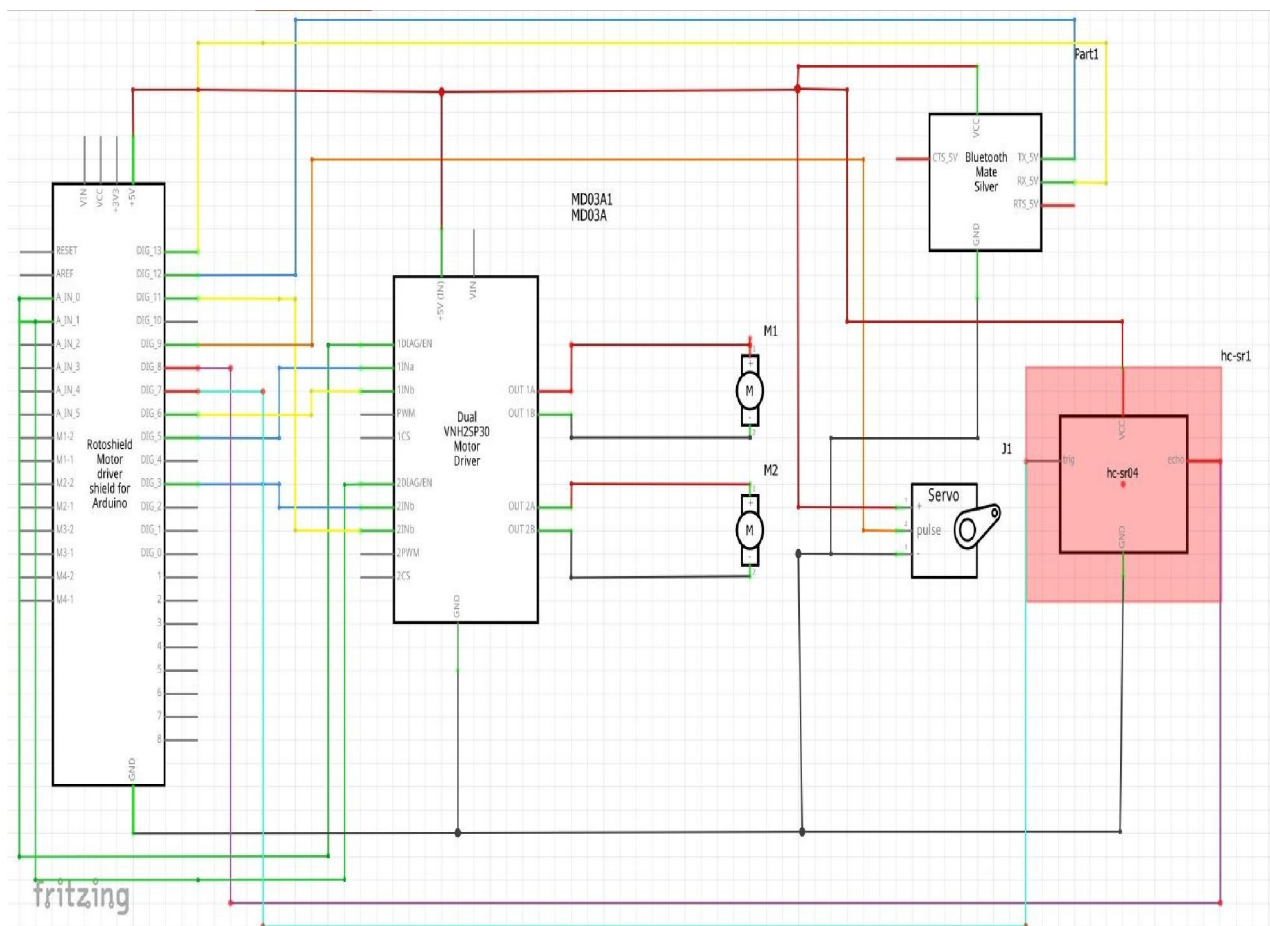 Part1
VIN
VCC
+3V3
+5V
RESET
AREF
A_IN_0
A_IN_1
A_IN_2
A_IN_3
A_IN_4
A_IN_5
M1-2
M1-1
M2-2
M2-1
M3-2
M3-1
M4-2
M4-1
Rotoshield
Motor
driver
shield for
Arduino
DIG_13
DIG_12
DIG_11
DIG_10
DIG_9
DIG_8
DIG_7
DIG_6
DIG_5
DIG_4
DIG_3
DIG_2
DIG_1
DIG_0
1
2
3
4
5
6
7
8
GND
MD03A1
MD03A
+5V (IN)
VIN
1DIAG/EN
1INa
1INb
PWM
1CS
2DIAG/EN
2INb
2INb
2PWM
2CS
Dual
VNH2SP30
Motor
Driver
OUT 1A
OUT 1B
OUT 2A
OUT 2B
GND
M1
+
M
-
M2
+
M
-
VCC
CTS_5V
Bluetooth
Mate
Silver
TX_5V
RX_5V
RTS_5V
GND
J1
Servo
+
pulse
-
hc-sr1
VCC
trig
echo
hc-sr04
GND
fritzing